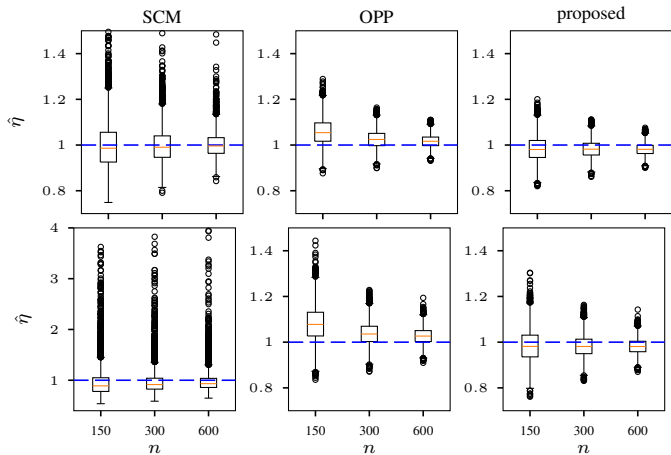 SCM OPP proposed
1.4 1.4 1.4
1.2 1.2 1.2
η̂ 1 1 1
0.8 0.8 0.8
4 1.4 1.4
3 1.2 1.2
η̂ 2 1 1
1 0.8 0.8
150 300 600 150 300 600 150 300 600
n n n